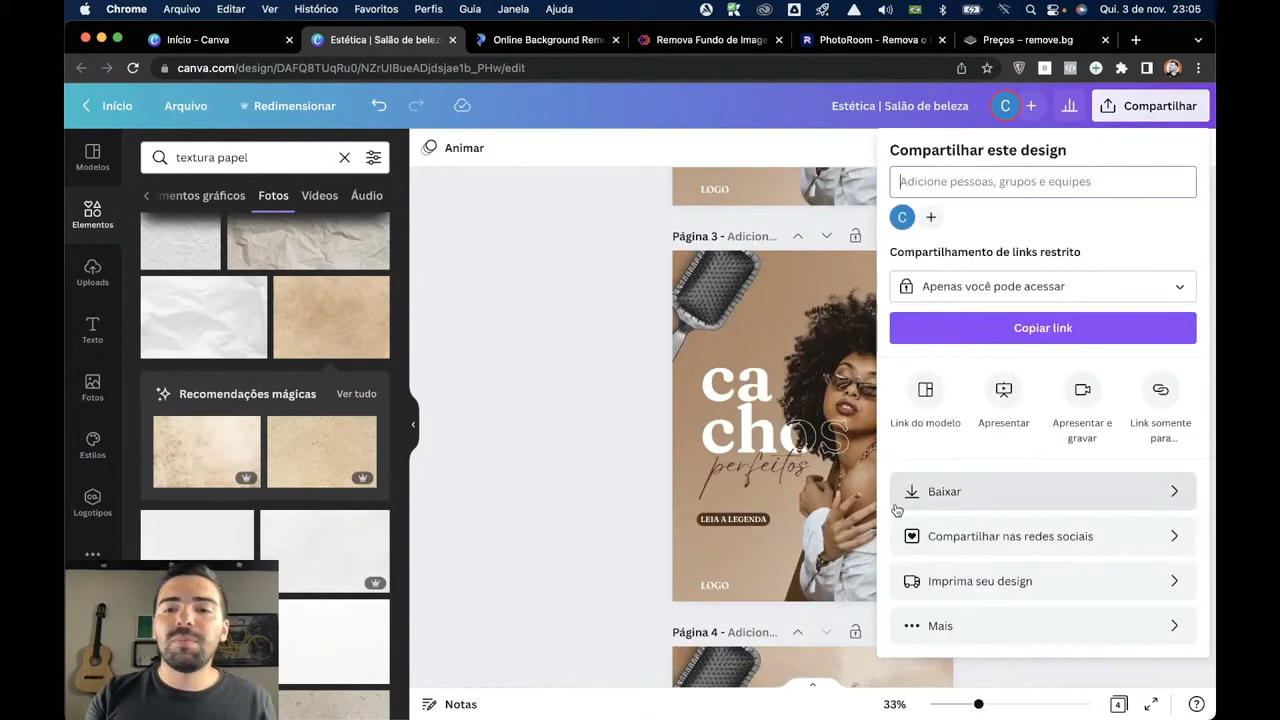 Chrome Arquivo Editar Ver Histórico Favoritos Perfis Guia Janela Ajuda Qui. 3 de nov. 23:05
Início - Canva
Estética | Salão de belez
Online Background Rem
Remova Fundo de Image
PhotoRoom - Remova o
Preços – remove.bg
canva.com/design/DAFQ8TUqRu0/NZrUIBueADjdsjae1b_PHw/edit
Início Arquivo Redimensionar Estética | Salão de beleza C + Compartilhar
Modelos
Elementos
Uploads
Texto
Fotos
Estilos
CO.
Logotipos
textura papel
mentos gráficos Fotos Vídeos Áudio
Recomendações mágicas Ver tudo
Animar
LOGO
Página 3 - Adicion...
ca
chos
perfeitos
LEIA A LEGENDA
LOGO
Página 4 - Adicion...
Compartilhar este design
Adicione pessoas, grupos e equipes
C +
Compartilhamento de links restrito
Apenas você pode acessar
Copiar link
Link do modelo
Apresentar
Apresentar e
gravar
Link somente
para...
Baixar
Compartilhar nas redes sociais
Imprima seu design
Mais
Notas 33% 4 ?